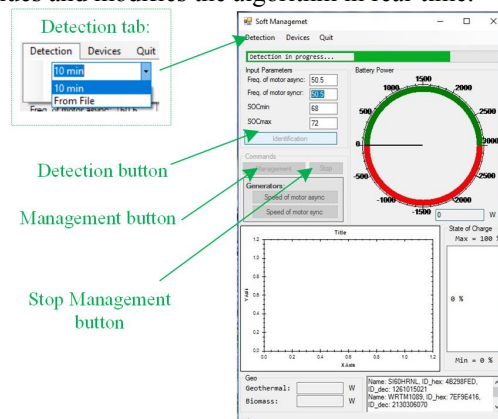 ues and modifies the algorithm in real time.
Detection tab:
Detection Devices Quit
10 min
10 min
From File
Soft Managemet
Detection Devices Quit
Detection in progress...
Input Parameters
Freq. of motor async: 50.5
Freq. of motor syncr: 50.5
SOCmin 68
SOCmax 72
Identification
Commands
Management Stop
Generators:
Speed of motor async
Speed of motor sync
Battery Power
1500
1000 2000
500 2500
0 3000
-500 -2500
-1000 -2000
-1500 0 W
Detection button
Management button
Stop Management
button
Title
1.2
1.0
0.8
0.6
0.4
0.2
0.0
Y Axis
0.0 0.2 0.4 0.6 0.8 1.0 1.2
X Axis
State of Charge
Max = 100 %
0 %
Min = 0 %
Geo
Geothermal: W
Biomass: W
Name: SI60HRNL, ID_hex: 4B298FED,
ID_dec: 1261015021
Name: WRTM1089, ID_hex: 7EF9E416,
ID_dec: 2130306070